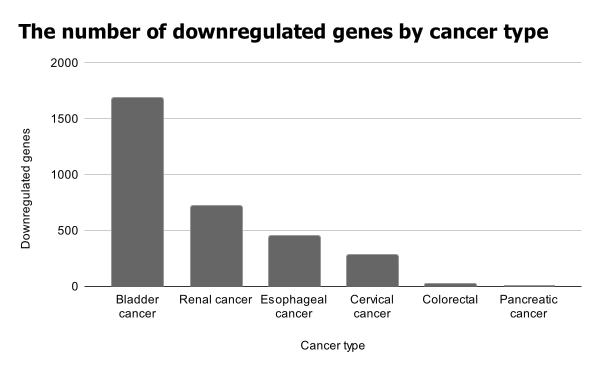 The number of downregulated genes by cancer type
2000
1500
1000
500
0
Downregulated genes
Bladder cancer
Renal cancer
Esophageal cancer
Cervical cancer
Colorectal
Pancreatic cancer
Cancer type